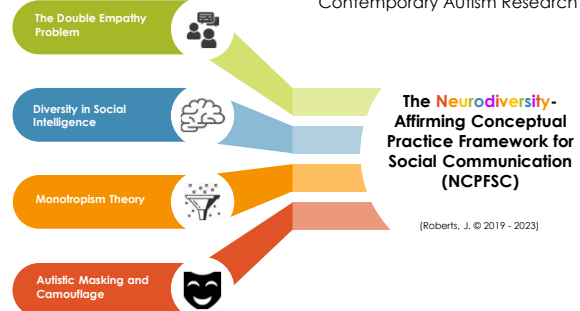 Contemporary Autism Research
The Double Empathy
Problem
Diversity in Social
Intelligence
Monotropism Theory
Autistic Masking and
Camouflage
The Neurodiversity-
Affirming Conceptual
Practice Framework for
Social Communication
(NCPFSC)
(Roberts, J. © 2019 - 2023)